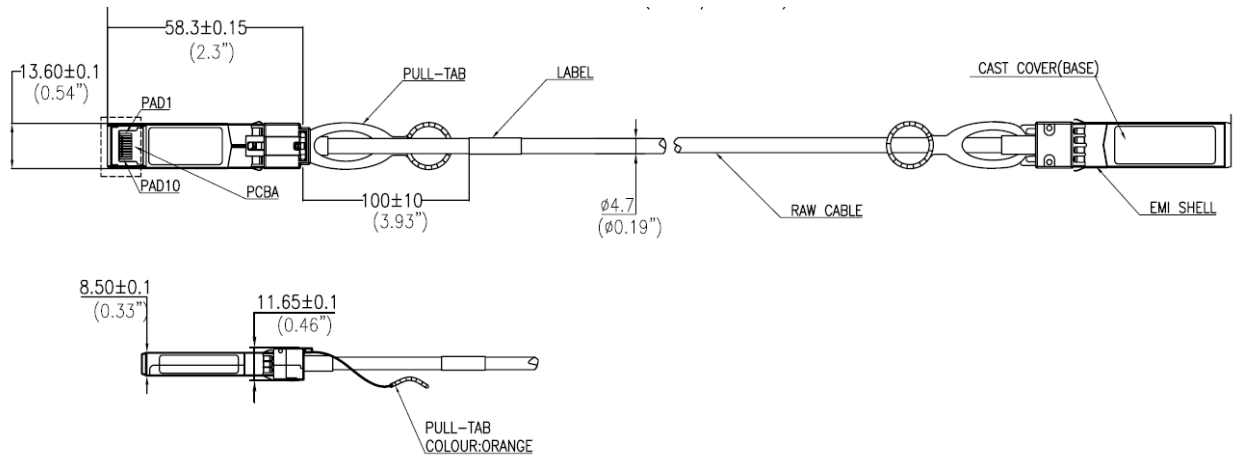 58.3±0.15
(2.3")
13.60±0.1
(0.54")
PULL-TAB
LABEL
CAST COVER(BASE)
PAD1
PAD10
PCBA
100±10
(3.93")
ø4.7
(ø0.19")
RAW CABLE
EMI SHELL
8.50±0.1
(0.33")
11.65±0.1
(0.46")
PULL-TAB
COLOUR:ORANGE